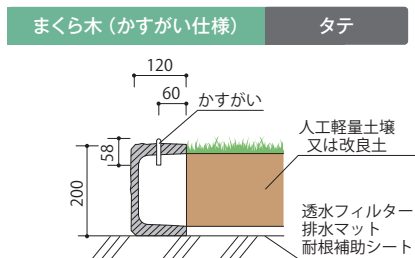 まくら木（かすがい仕様）
タテ
120
60
かすがい
58
200
人工軽量土壌
又は改良土
透水フィルター
排水マット
耐根補助シート